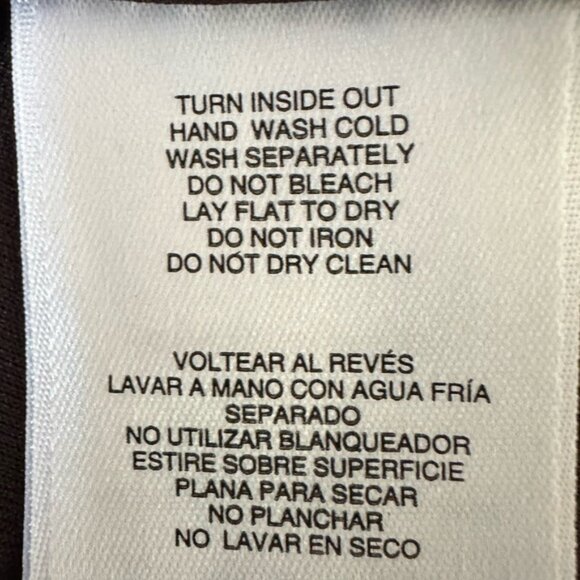 TURN INSIDE OUT
HAND WASH COLD
WASH SEPARATELY
DO NOT BLEACH
LAY FLAT TO DRY
DO NOT IRON
DO NOT DRY CLEAN
VOLTEAR AL REVÉS
LAVAR A MANO CON AGUA FRÍA
SEPARADO
NO UTILIZAR BLANQUEADOR
ESTIRE SOBRE SUPERFICIE
PLANA PARA SECAR
NO PLANCHAR
NO LAVAR EN SECO